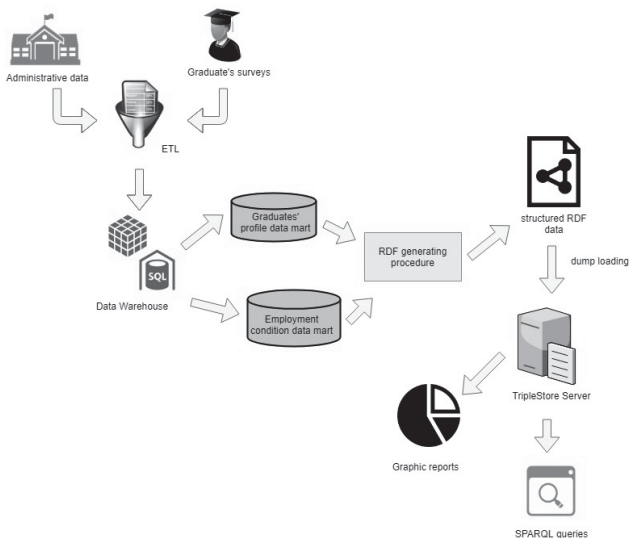 Administrative data
Graduate's surveys
ETL
Graduates'
profile data mart
RDF generating
procedure
structured RDF
data
dump loading
SQL
Data Warehouse
Employment
condition data mart
TripleStore Server
Graphic reports
SPARQL queries